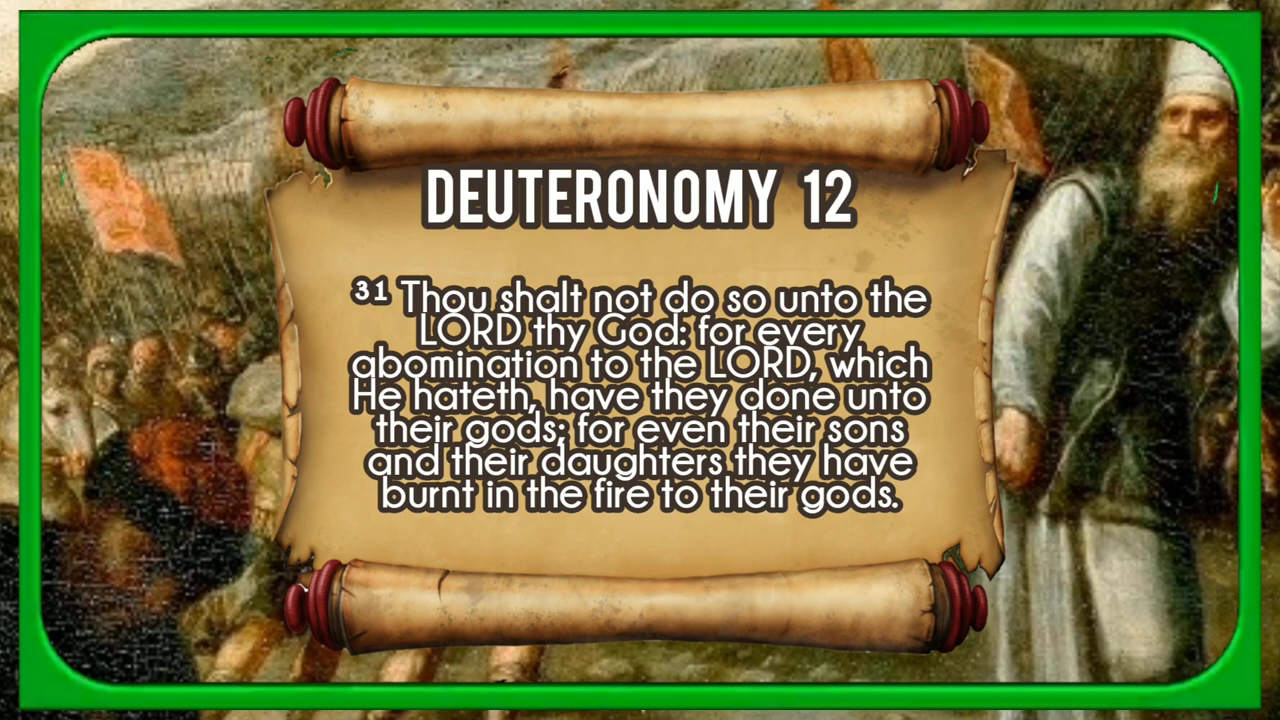 DEUTERONOMY 12
³¹ Thou shalt not do so unto the
LORD thy God: for every
abomination to the LORD, which
He hateth, have they done unto
their gods; for even their sons
and their daughters they have
burnt in the fire to their gods.